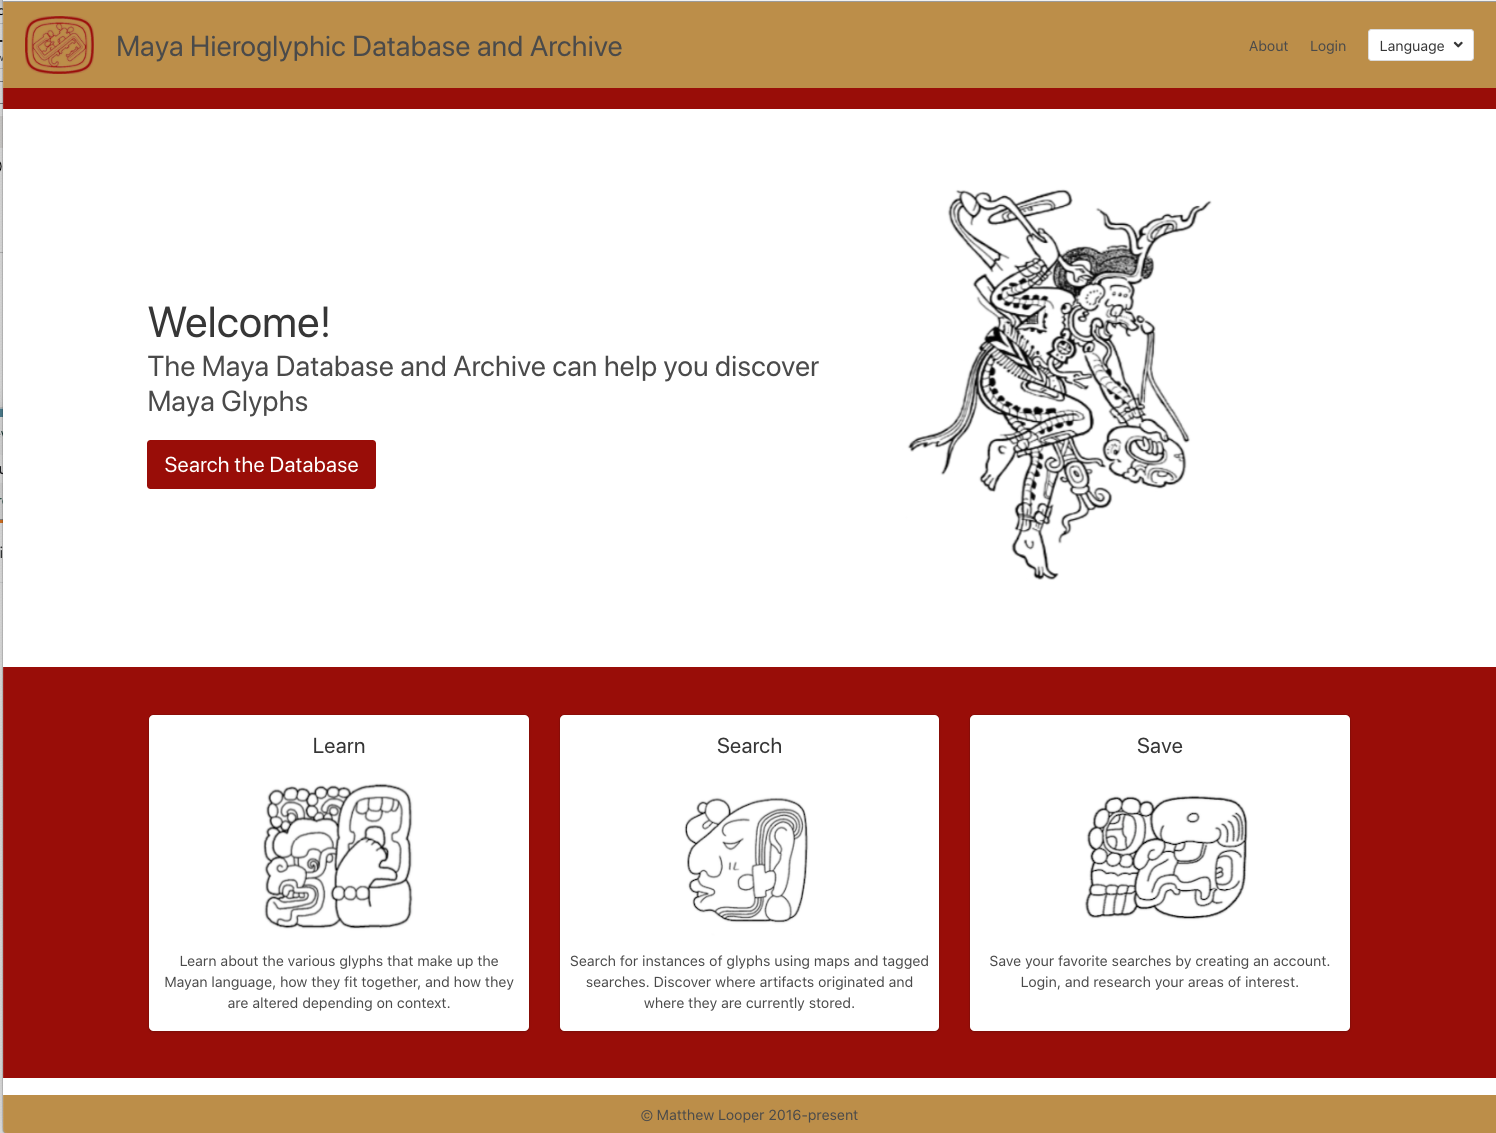 Maya Hieroglyphic Database and Archive
About Login Language
Welcome!
The Maya Database and Archive can help you discover
Maya Glyphs
Search the Database
Learn
Learn about the various glyphs that make up the
Mayan language, how they fit together, and how they
are altered depending on context.
Search
Search for instances of glyphs using maps and tagged
searches. Discover where artifacts originated and
where they are currently stored.
Save
Save your favorite searches by creating an account.
Login, and research your areas of interest.
© Matthew Looper 2016-present